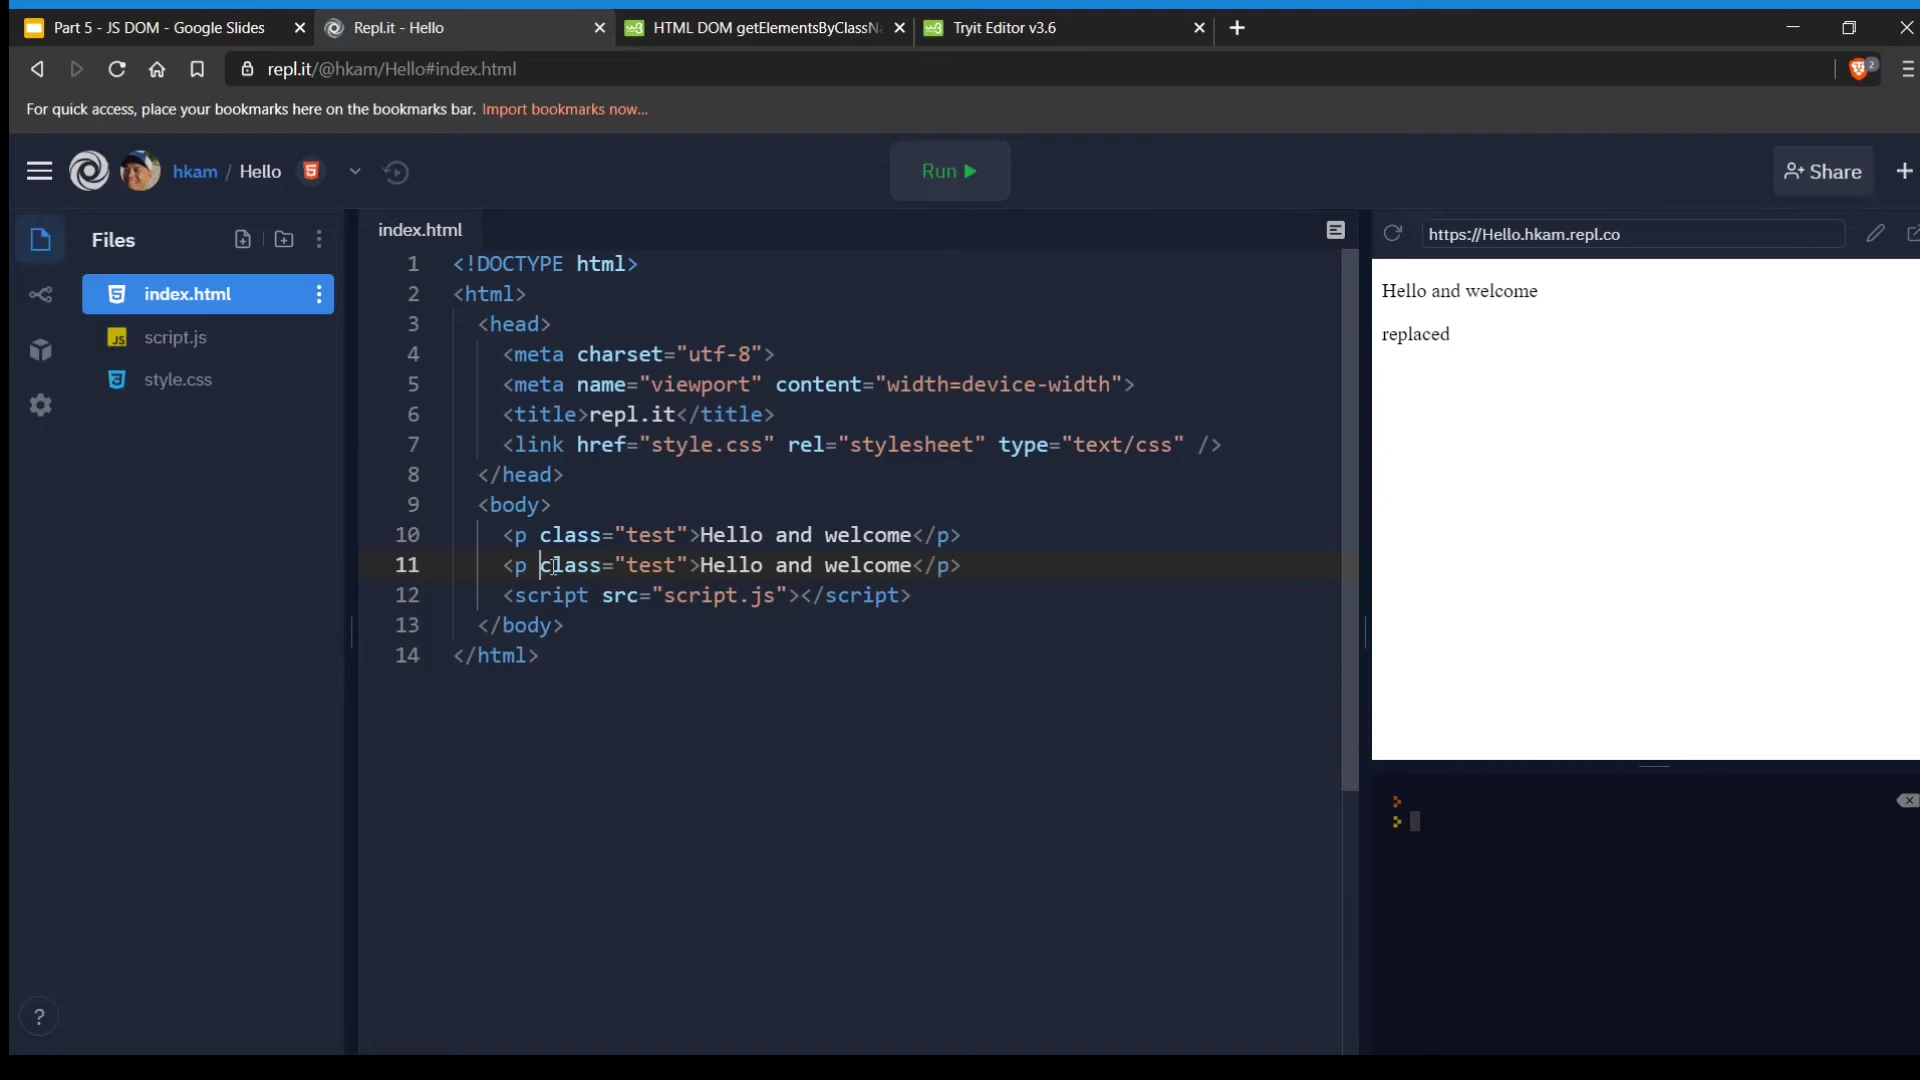 Part 5 - JS DOM - Google Slides
Repl.it - Hello
HTML DOM getElementsByClassN
Tryit Editor v3.6
repl.it/@hkam/Hello#index.html
2
For quick access, place your bookmarks here on the bookmarks bar. Import bookmarks now...
hkam / Hello
Run
Share
Files
index.html
script.js
style.css
index.html
1 <!DOCTYPE html>
2 <html>
3 <head>
4 <meta charset="utf-8">
5 <meta name="viewport" content="width=device-width">
6 <title>repl.it</title>
7 <link href="style.css" rel="stylesheet" type="text/css" />
8 </head>
9 <body>
10 <p class="test">Hello and welcome</p>
11 <p class="test">Hello and welcome</p>
12 <script src="script.js"></script>
13 </body>
14 </html>
https://Hello.hkam.repl.co
Hello and welcome
replaced
>
>
?